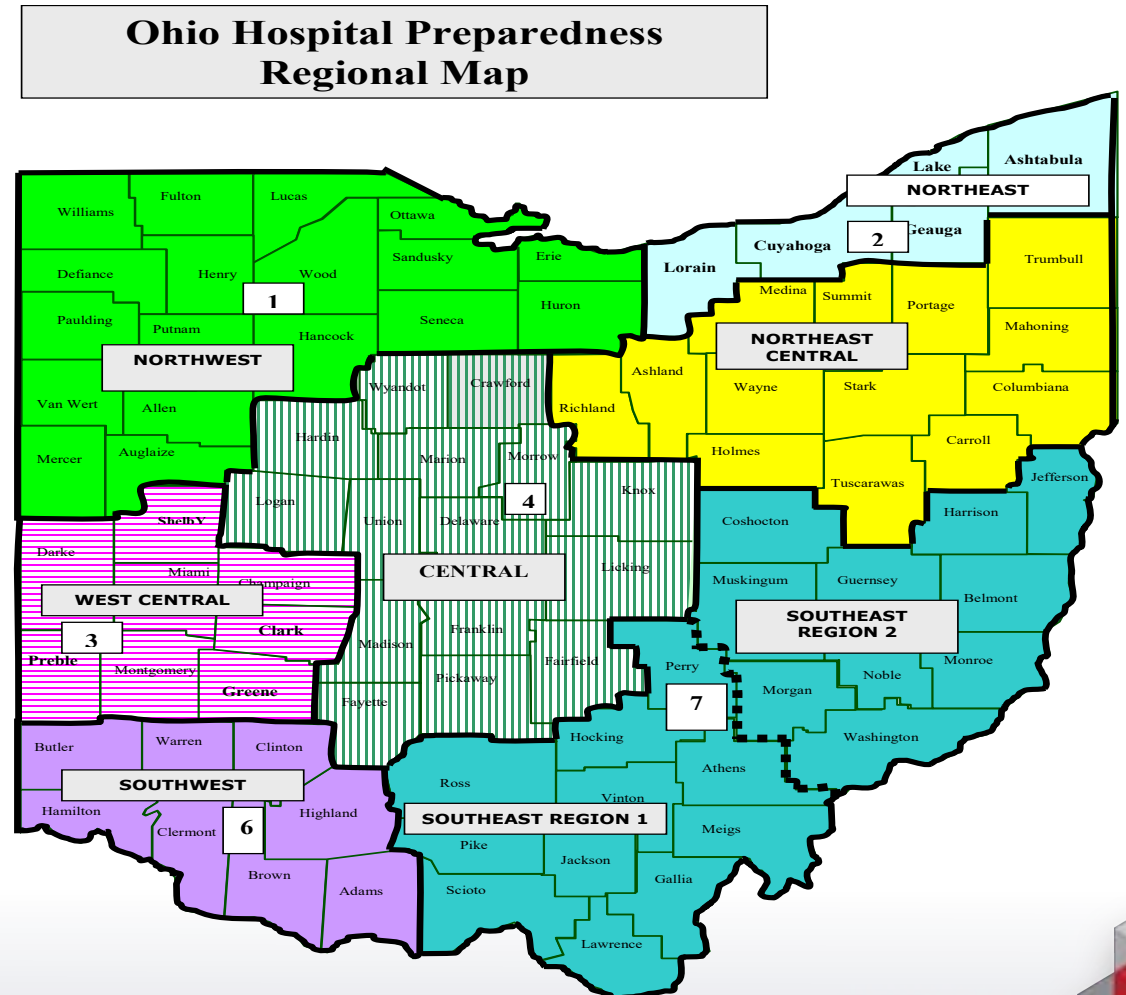 Ohio Hospital Preparedness
Regional Map
Lake
Ashtabula
NORTHEAST
Williams
Fulton
Lucas
Ottawa
Cuyahoga
2
Geauga
Defiance
Henry
Wood
Sandusky
Erie
Lorain
Trumbull
1
Huron
Medina
Summit
Portage
Paulding
Putnam
Hancock
Seneca
Mahoning
NORTHWEST
NORTHEAST
CENTRAL
Wyandot
Crawford
Ashland
Wayne
Stark
Columbiana
Van Wert
Allen
Richland
Hardin
Carroll
Mercer
Auglaize
Marion
Morrow
Holmes
Tuscarawas
Jefferson
Logan
4
Knox
ShelbY
Union
Delaware
Coshocton
Harrison
Darke
Miami
Champaign
CENTRAL
Licking
Muskingum
Guernsey
Belmont
WEST CENTRAL
SOUTHEAST
REGION 2
3
Clark
Franklin
Madison
Preble
Montgomery
Fairfield
Perry
Monroe
Noble
Greene
Pickaway
Morgan
Fayette
7
Washington
Butler
Warren
Clinton
Hocking
Athens
SOUTHWEST
Ross
Vinton
Hamilton
Clermont
6
Highland
SOUTHEAST REGION 1
Meigs
Pike
Jackson
Brown
Adams
Scioto
Gallia
Lawrence